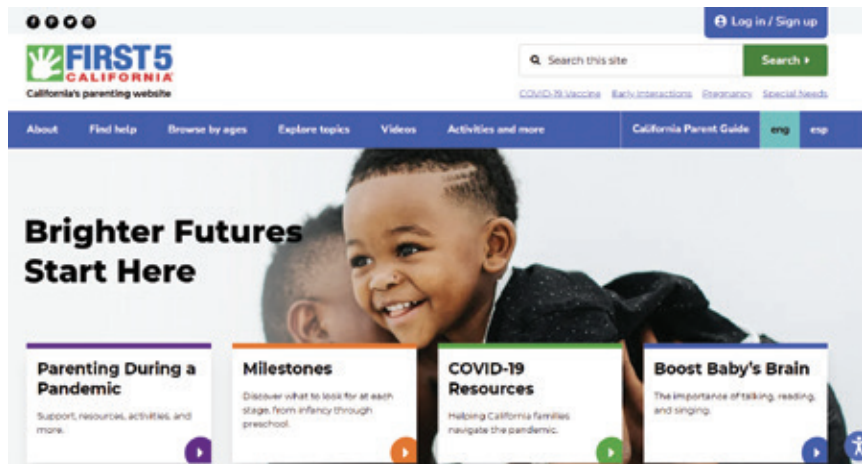 Log in / Sign up
FIRST5
CALIFORNIA
California's parenting website
Search this site
Search
COVID-19 Vaccine Early Interactions Pregnancy Special Needs
About Find help Browse by ages Explore topics Videos Activities and more California Parent Guide eng esp
Brighter Futures
Start Here
Parenting During a
Pandemic
Support, resources, activities, and
more.
Milestones
Discover what to look for at each
stage, from infancy through
preschool.
COVID-19
Resources
Helping California families
navigate the pandemic.
Boost Baby's Brain
The importance of talking, reading,
and singing.